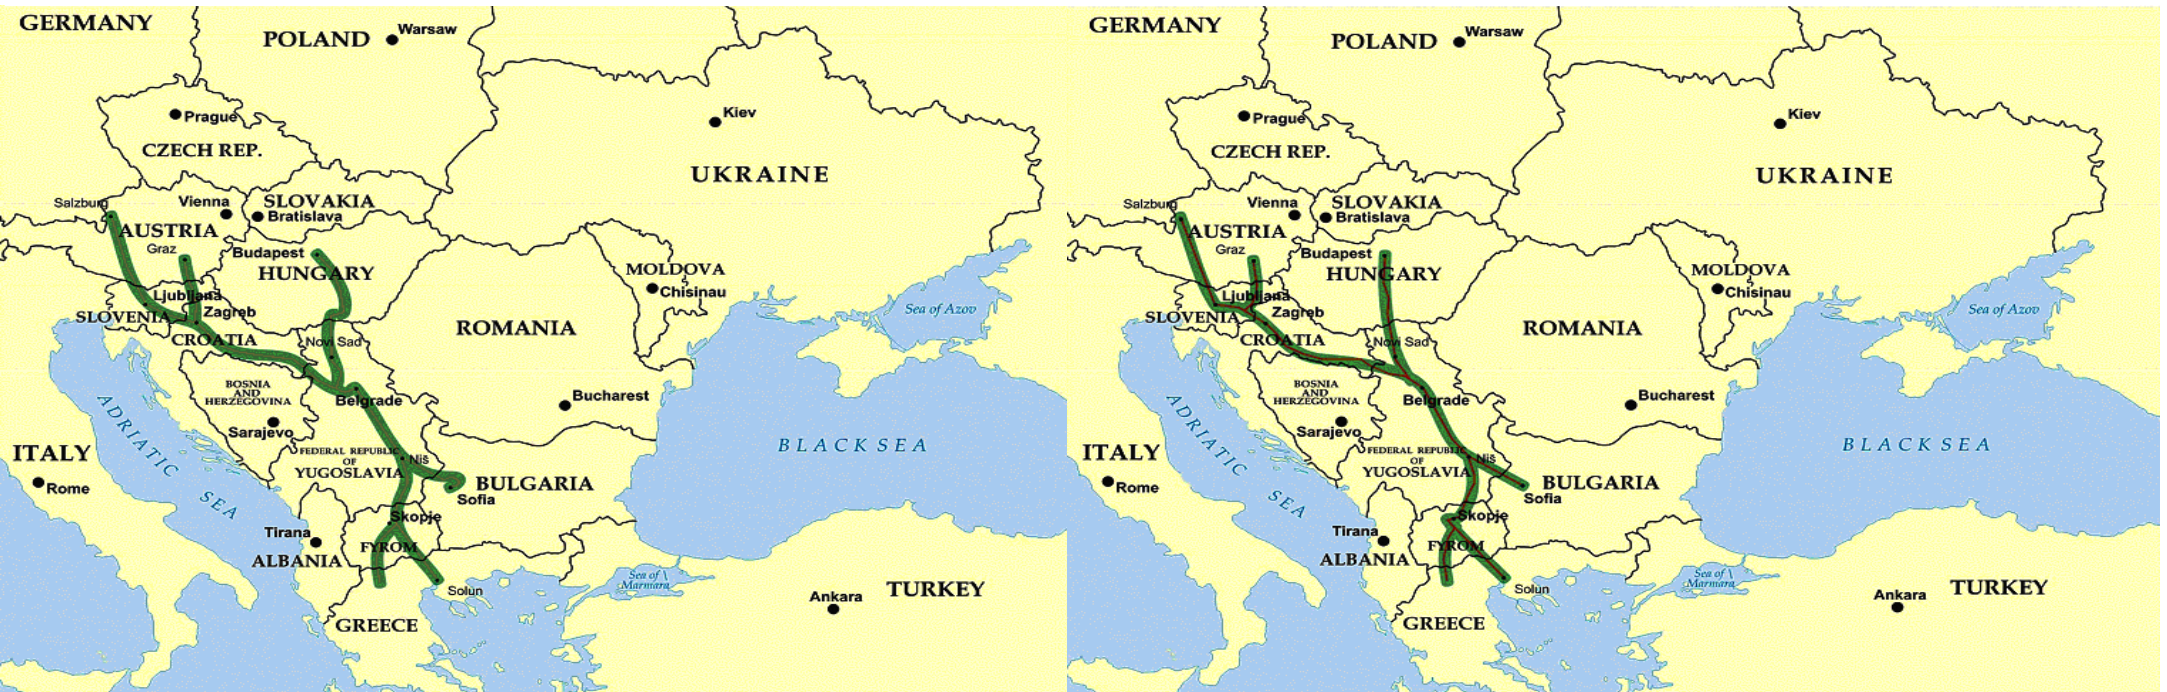 GERMANY
POLAND
Warsaw
Prague
Kiev
CZECH REP.
UKRAINE
Salzburg
Vienna
SLOVAKIA
Bratislava
AUSTRIA
Graz
Budapest
HUNGARY
MOLDOVA
Chisinau
Ljubljana
Zagreb
SLOVENIA
CROATIA
ROMANIA
Sea of Azov
Novi Sad
BOSNIA
AND
HERZEGOVINA
Belgrade
Bucharest
Sarajevo
ADRIATIC SEA
BLACK SEA
ITALY
Rome
FEDERAL REPUBLIC
OF
YUGOSLAVIA
Niš
BULGARIA
Sofia
Skopje
Tirana
FYROM
ALBANIA
Sea of
Marmara
Solun
TURKEY
Ankara
GREECE
GERMANY
POLAND
Warsaw
Prague
Kiev
CZECH REP.
UKRAINE
Salzburg
Vienna
SLOVAKIA
Bratislava
AUSTRIA
Graz
Budapest
HUNGARY
MOLDOVA
Chisinau
Ljubljana
Zagreb
SLOVENIA
CROATIA
ROMANIA
Sea of Azov
Novi Sad
BOSNIA
AND
HERZEGOVINA
Belgrade
Bucharest
Sarajevo
ADRIATIC SEA
BLACK SEA
ITALY
Rome
FEDERAL REPUBLIC
OF
YUGOSLAVIA
Niš
BULGARIA
Sofia
Skopje
Tirana
FYROM
ALBANIA
Sea of
Marmara
Solun
TURKEY
Ankara
GREECE